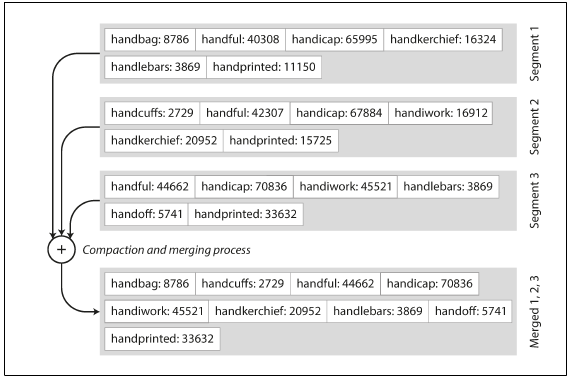 handbag: 8786 handful: 40308 handicap: 65995 handkerchief: 16324
handlebars: 3869 handprinted: 11150
Segment 1
handcuffs: 2729 handful: 42307 handicap: 67884 handiwork: 16912
handkerchief: 20952 handprinted: 15725
Segment 2
handful: 44662 handicap: 70836 handiwork: 45521 handlebars: 3869
handoff: 5741 handprinted: 33632
Segment 3
+ Compaction and merging process
handbag: 8786 handcuffs: 2729 handful: 44662 handicap: 70836
handiwork: 45521 handkerchief: 20952 handlebars: 3869 handoff: 5741
handprinted: 33632
Merged 1, 2, 3